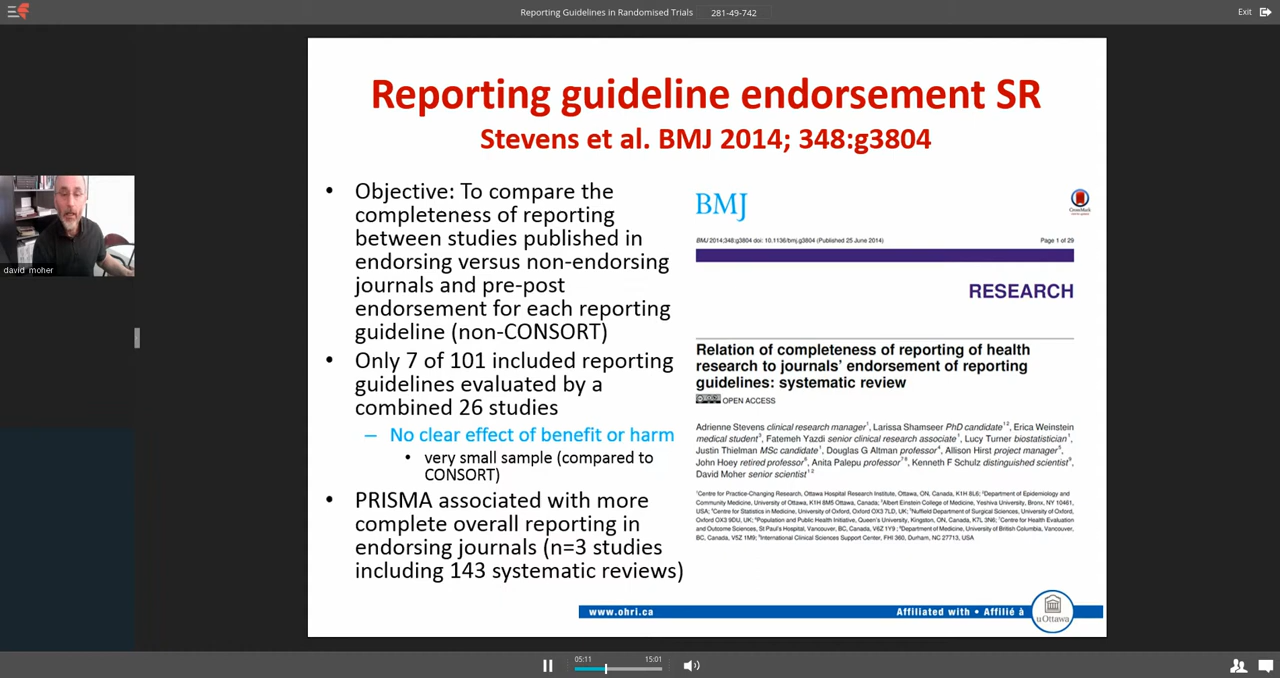 Reporting Guidelines in Randomised Trials 281-49-742 Exit
Reporting guideline endorsement SR
Stevens et al. BMJ 2014; 348:g3804
• Objective: To compare the
completeness of reporting
between studies published in
endorsing versus non-endorsing
journals and pre-post
endorsement for each reporting
guideline (non-CONSORT)
• Only 7 of 101 included reporting
guidelines evaluated by a
combined 26 studies
– No clear effect of benefit or harm
• very small sample (compared to
CONSORT)
• PRISMA associated with more
complete overall reporting in
endorsing journals (n=3 studies
including 143 systematic reviews)
BMJ
CrossMark
BMJ 2014;348:g3804 doi: 10.1136/bmj.g3804 (Published 25 June 2014) Page 1 of 29
RESEARCH
Relation of completeness of reporting of health
research to journals' endorsement of reporting
guidelines: systematic review
OPEN ACCESS
Adrienne Stevens clinical research manager¹, Larissa Shamseer PhD candidate¹ ², Erica Weinstein
medical student³, Fatemeh Yazdi senior clinical research associate¹, Lucy Turner biostatistician¹,
Justin Thielman MSc candidate¹, Douglas G Altman professor⁴, Allison Hirst project manager⁵,
John Hoey retired professor⁶, Anita Palepu professor⁷ ⁸, Kenneth F Schulz distinguished scientist⁹,
David Moher senior scientist¹ ²
¹Centre for Practice-Changing Research, Ottawa Hospital Research Institute, Ottawa, ON, Canada, K1H 8L6; ²Department of Epidemiology and
Community Medicine, University of Ottawa, K1H 8M5 Ottawa, Canada; ³Albert Einstein College of Medicine, Yeshiva University, Bronx, NY 10461,
USA; ⁴Centre for Statistics in Medicine, University of Oxford, Oxford OX3 7LD, UK; ⁵Nuffield Department of Surgical Sciences, University of Oxford,
Oxford OX3 9DU, UK; ⁶Population and Public Health Initiative, Queen's University, Kingston, ON, Canada, K7L 3N6; ⁷Centre for Health Evaluation
and Outcome Sciences, St Paul's Hospital, Vancouver, BC, Canada, V6Z 1Y9; ⁸Department of Medicine, University of British Columbia, Vancouver,
BC, Canada, V5Z 1M9; ⁹International Clinical Sciences Support Center, FHI 360, Durham, NC 27713, USA
david moher
www.ohri.ca Affiliated with • Affilié à
uOttawa
05:11 15:01